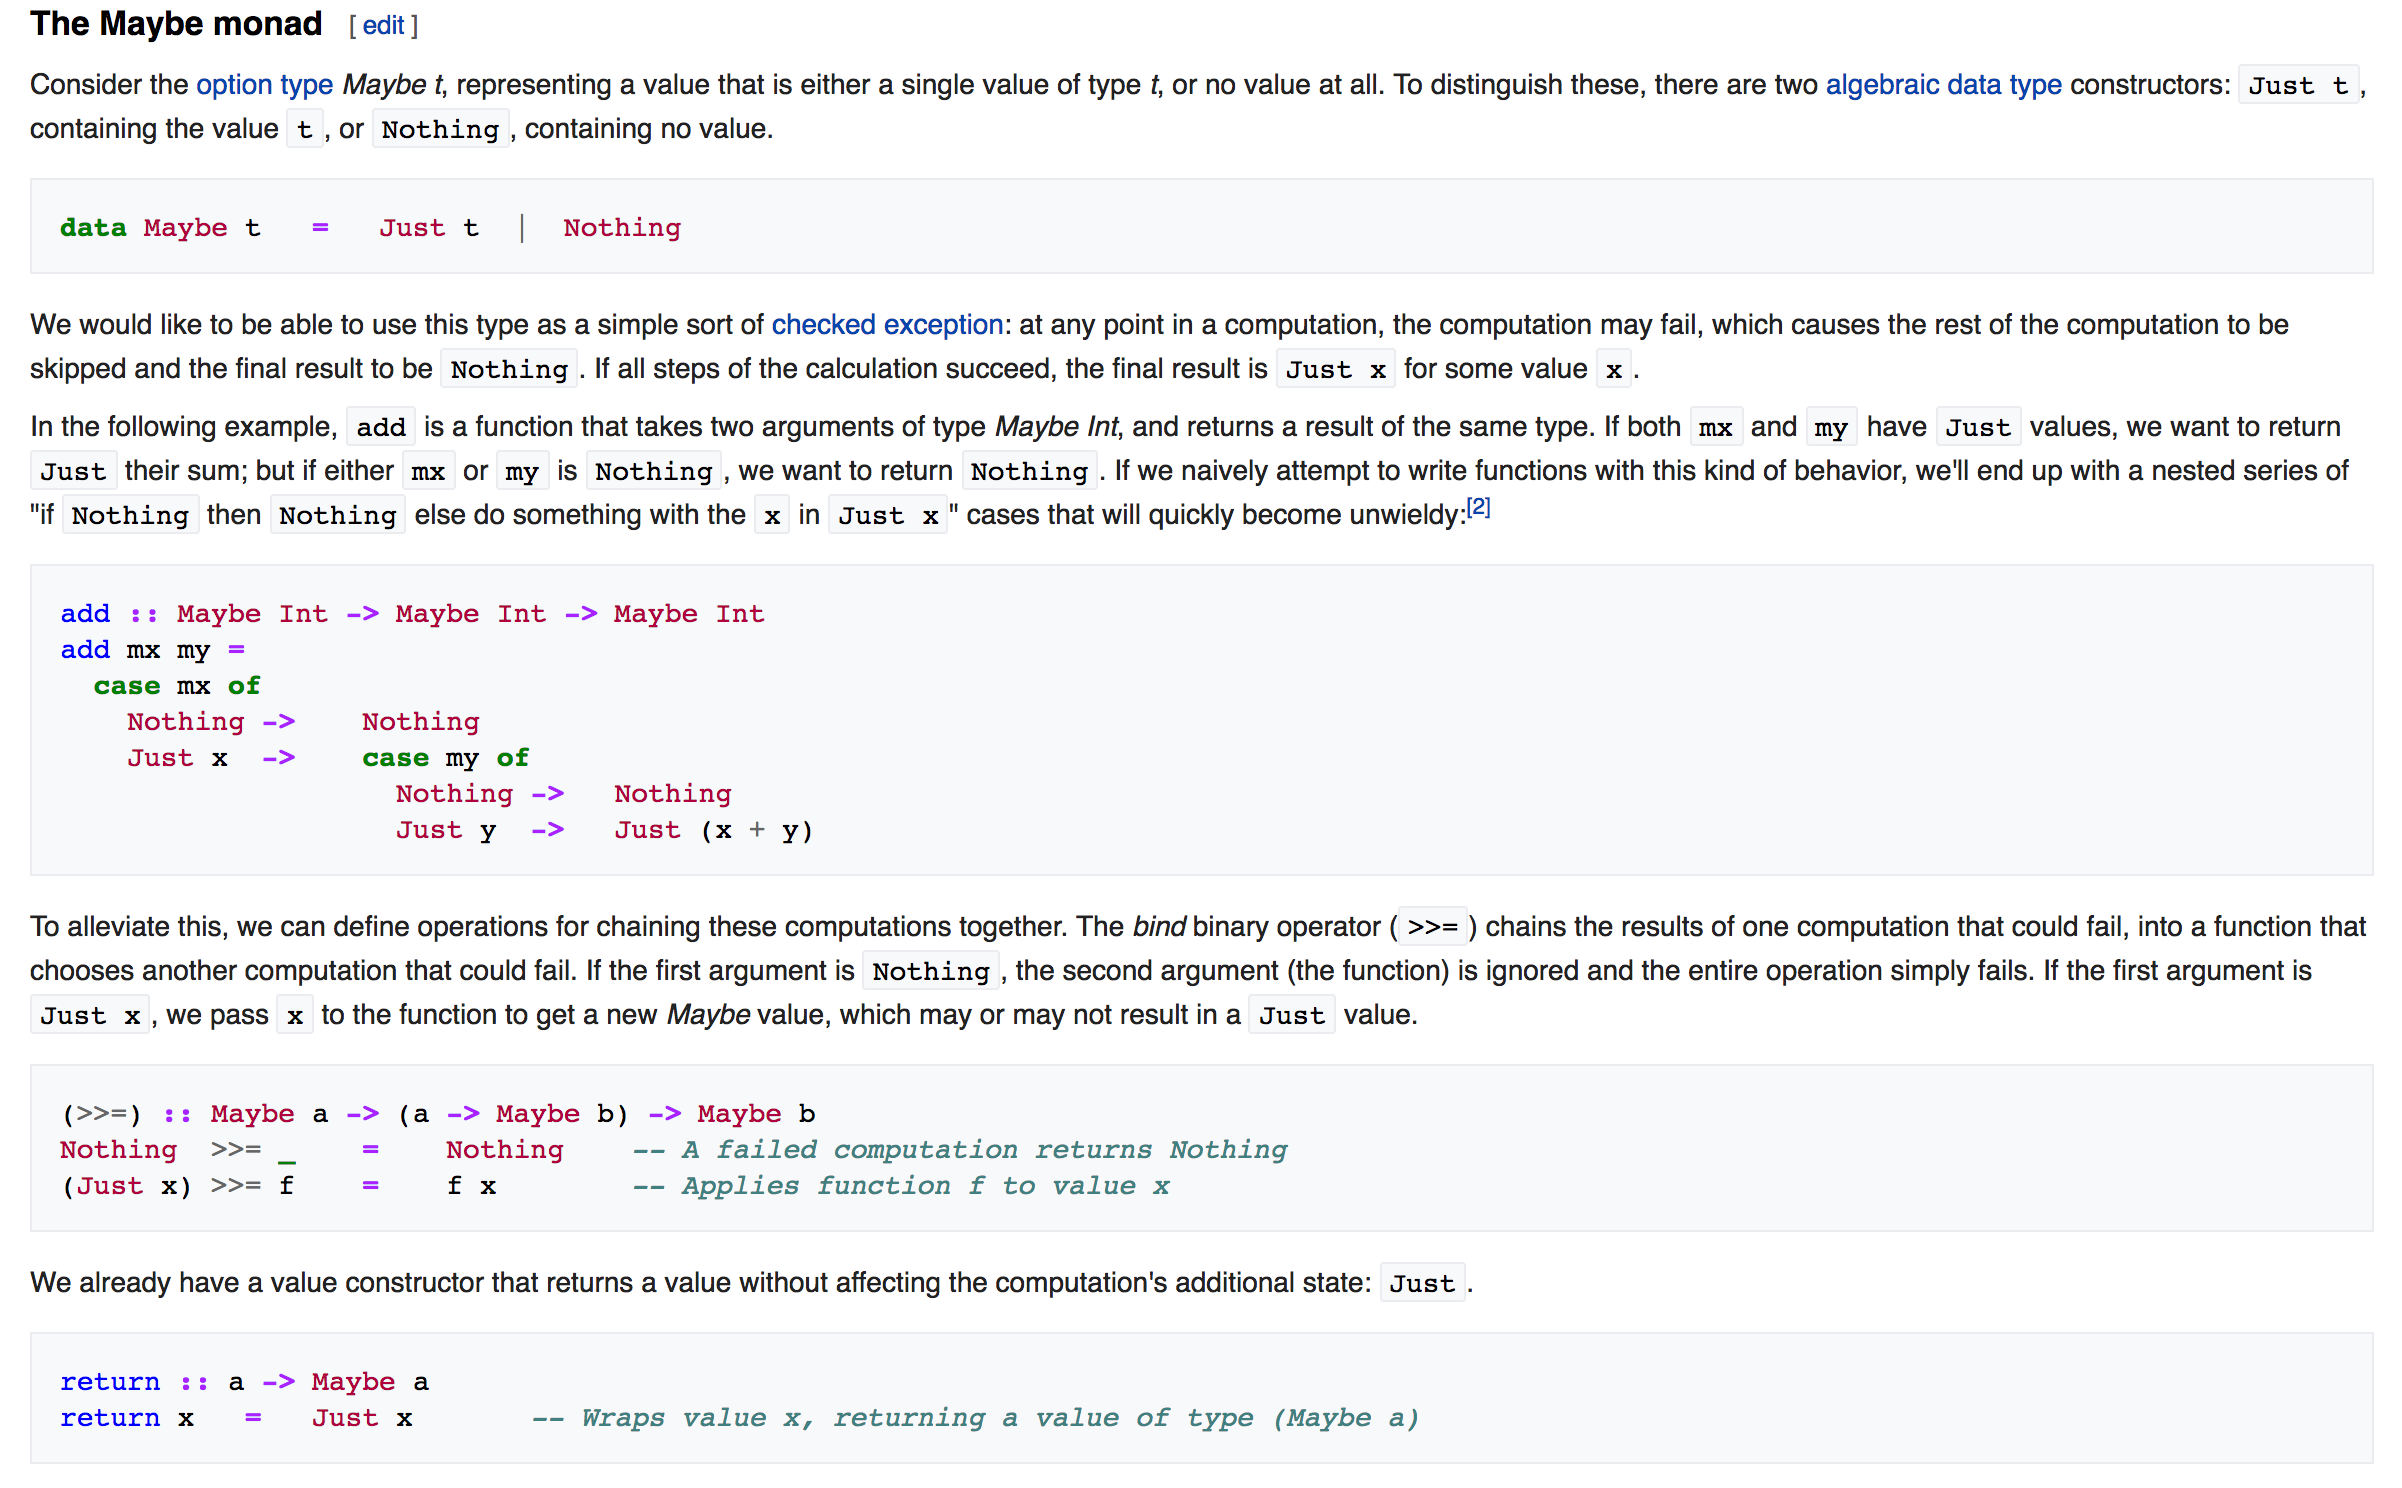 The Maybe monad [ edit ]
Consider the option type Maybe t, representing a value that is either a single value of type t, or no value at all. To distinguish these, there are two algebraic data type constructors: Just t,
containing the value t, or Nothing, containing no value.
data Maybe t   =   Just t  |  Nothing
We would like to be able to use this type as a simple sort of checked exception: at any point in a computation, the computation may fail, which causes the rest of the computation to be
skipped and the final result to be Nothing. If all steps of the calculation succeed, the final result is Just x for some value x.
In the following example, add is a function that takes two arguments of type Maybe Int, and returns a result of the same type. If both mx and my have Just values, we want to return
Just their sum; but if either mx or my is Nothing, we want to return Nothing. If we naively attempt to write functions with this kind of behavior, we'll end up with a nested series of
"if Nothing then Nothing else do something with the x in Just x" cases that will quickly become unwieldy:[2]
add :: Maybe Int -> Maybe Int -> Maybe Int
add mx my =
  case mx of
    Nothing ->    Nothing
    Just x  ->    case my of
                    Nothing ->   Nothing
                    Just y  ->   Just (x + y)
To alleviate this, we can define operations for chaining these computations together. The bind binary operator (>>=) chains the results of one computation that could fail, into a function that
chooses another computation that could fail. If the first argument is Nothing, the second argument (the function) is ignored and the entire operation simply fails. If the first argument is
Just x, we pass x to the function to get a new Maybe value, which may or may not result in a Just value.
(>>=) :: Maybe a -> (a -> Maybe b) -> Maybe b
Nothing  >>= _    =    Nothing    -- A failed computation returns Nothing
(Just x) >>= f    =    f x        -- Applies function f to value x
We already have a value constructor that returns a value without affecting the computation's additional state: Just.
return :: a -> Maybe a
return x   =   Just x       -- Wraps value x, returning a value of type (Maybe a)